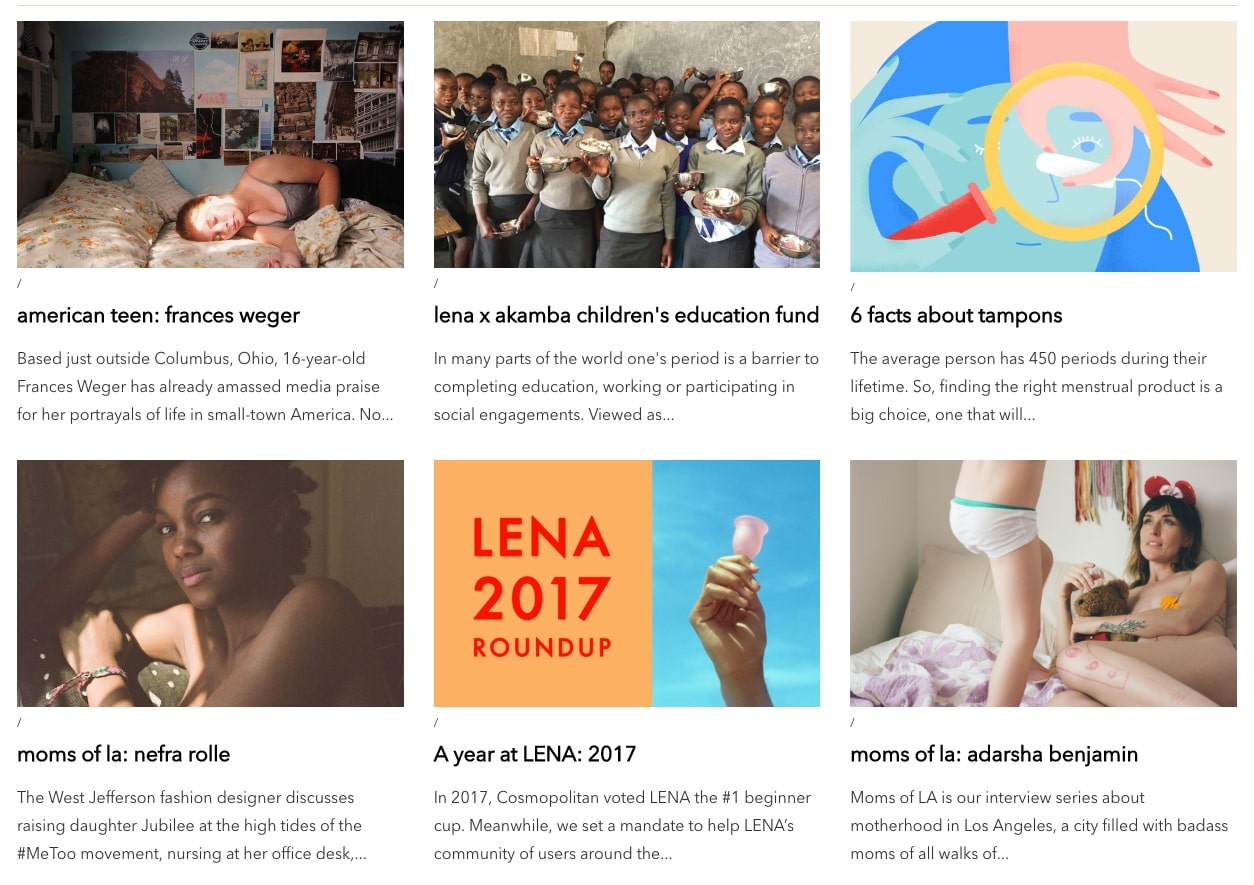 /
american teen: frances weger
Based just outside Columbus, Ohio, 16-year-old
Frances Weger has already amassed media praise
for her portrayals of life in small-town America. No...
/
lena x akamba children's education fund
In many parts of the world one's period is a barrier to
completing education, working or participating in
social engagements. Viewed as...
/
6 facts about tampons
The average person has 450 periods during their
lifetime. So, finding the right menstrual product is a
big choice, one that will...
/
moms of la: nefra rolle
The West Jefferson fashion designer discusses
raising daughter Jubilee at the high tides of the
#MeToo movement, nursing at her office desk,...
LENA
2017
ROUNDUP
/
A year at LENA: 2017
In 2017, Cosmopolitan voted LENA the #1 beginner
cup. Meanwhile, we set a mandate to help LENA’s
community of users around the...
/
moms of la: adarsha benjamin
Moms of LA is our interview series about
motherhood in Los Angeles, a city filled with badass
moms of all walks of...